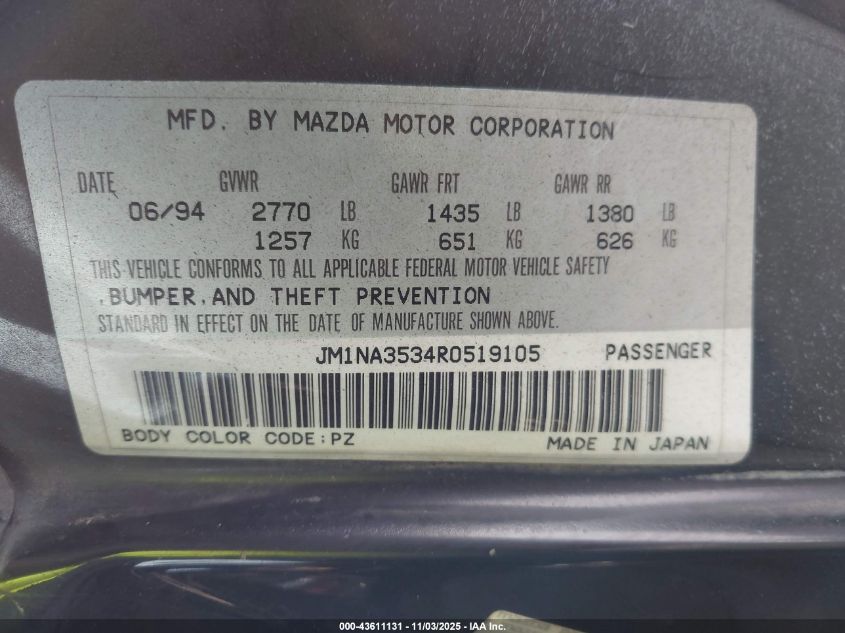 MFD. BY MAZDA MOTOR CORPORATION
DATE GVWR GAWR FRT GAWR RR
06/94 2770 LB 1435 LB 1380 LB
1257 KG 651 KG 626 KG
THIS VEHICLE CONFORMS TO ALL APPLICABLE FEDERAL MOTOR VEHICLE SAFETY
,BUMPER,AND THEFT PREVENTION
STANDARD IN EFFECT ON THE DATE OF MANUFACTURE SHOWN ABOVE.
JM1NA3534R0519105 PASSENGER
BODY COLOR CODE:PZ MADE IN JAPAN
000-43611131 - 11/03/2025 - IAA Inc.